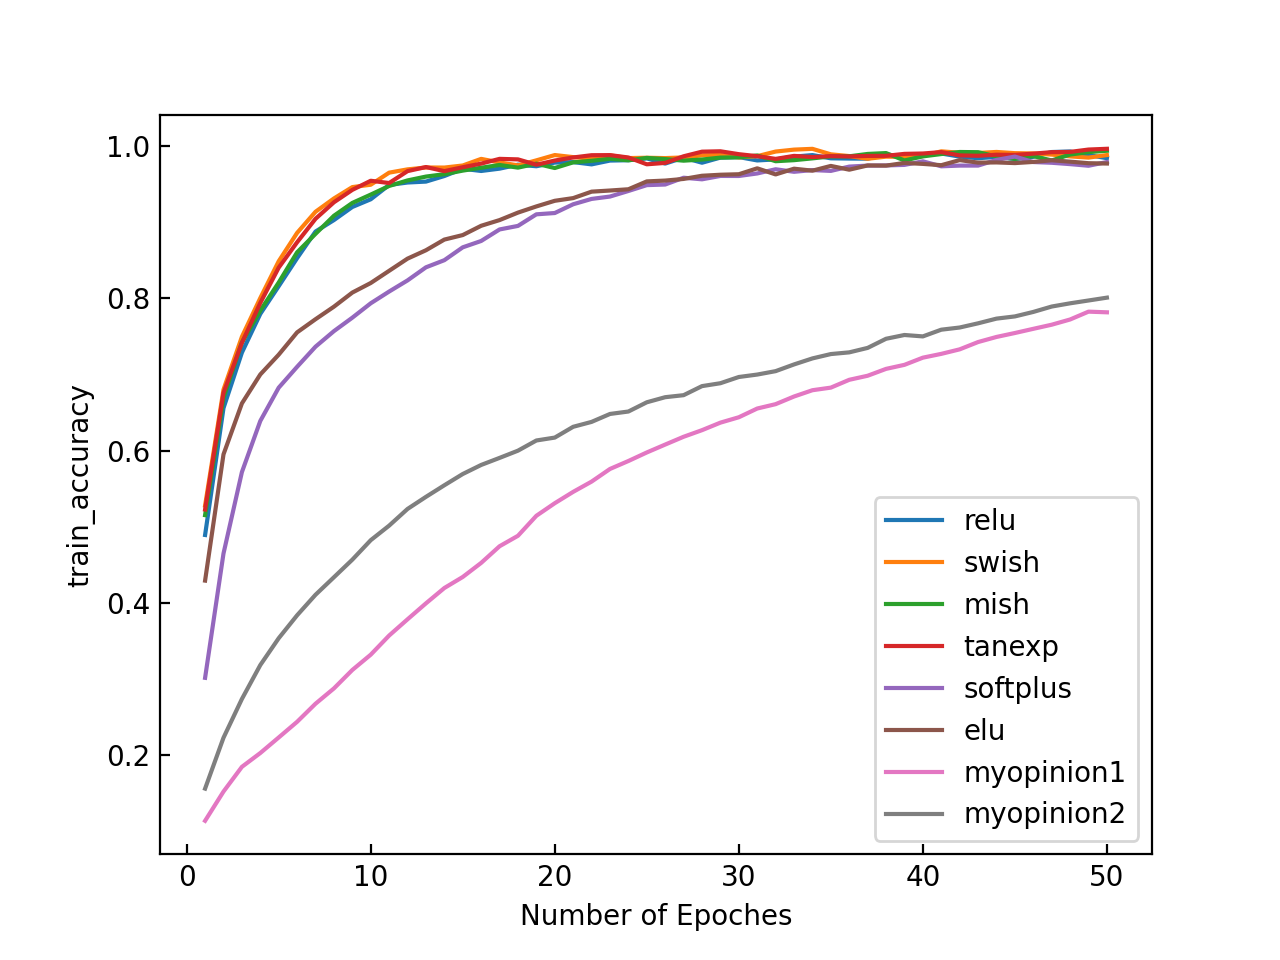 1.0
0.8
0.6
0.4
0.2
train_accuracy
0
10
20
30
40
50
Number of Epoches
relu
swish
mish
tanexp
softplus
elu
myopinion1
myopinion2